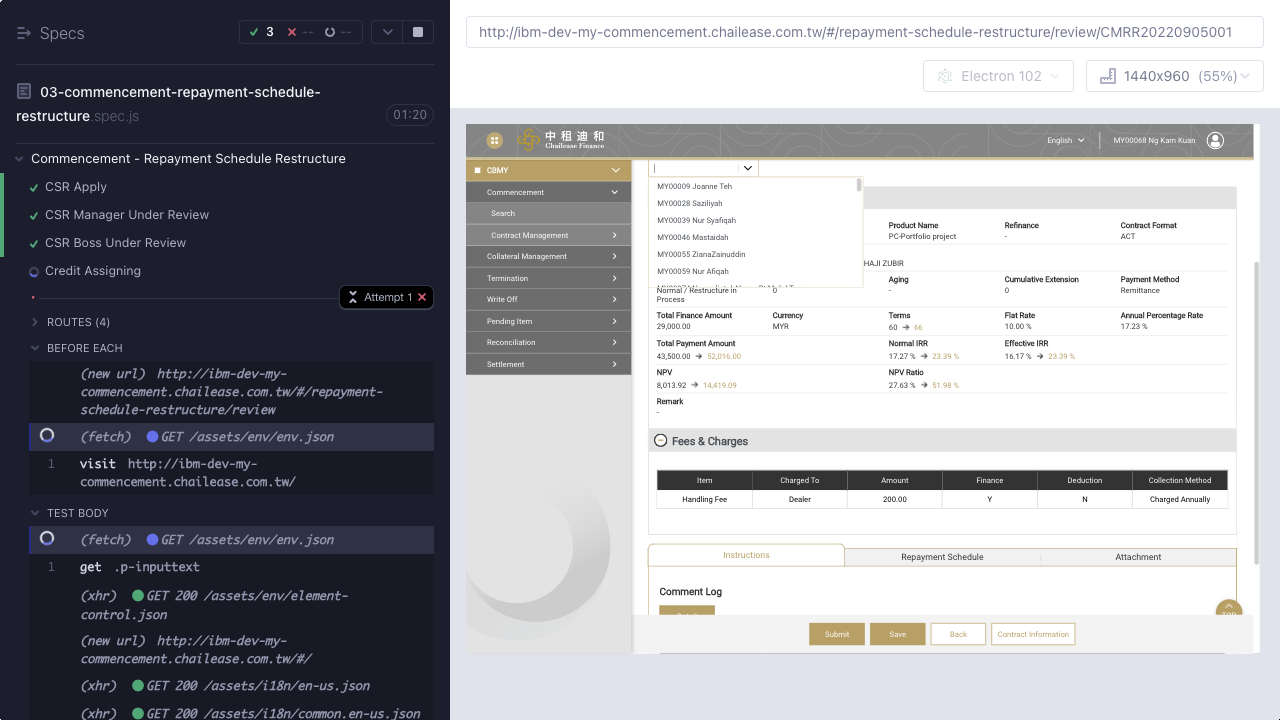 Specs
3
--
--
03-commencement-repayment-schedule-
restructure.spec.js
01:20
Commencement - Repayment Schedule Restructure
CSR Apply
CSR Manager Under Review
CSR Boss Under Review
Credit Assigning
Attempt 1
ROUTES (4)
BEFORE EACH
(new url) http://ibm-dev-my-
commencement.chailease.com.tw/#/repayment-
schedule-restructure/review
(fetch) GET /assets/env/env.json
1 visit http://ibm-dev-my-
commencement.chailease.com.tw/
TEST BODY
(fetch) GET /assets/env/env.json
1 get .p-inputtext
(xhr) GET 200 /assets/env/element-
control.json
(new url) http://ibm-dev-my-
commencement.chailease.com.tw/#/
(xhr) GET 200 /assets/i18n/en-us.json
(xhr) GET 200 /assets/i18n/common.en-us.json
http://ibm-dev-my-commencement.chailease.com.tw/#/repayment-schedule-restructure/review/CMRR20220905001
Electron 102
1440x960 (55%)
中租迪和
Chailease Finance
English
MY00068 Ng Kam Kuan
CBMY
Commencement
Search
Contract Management
Collateral Management
Termination
Write Off
Pending Item
Reconciliation
Settlement
MY00009 Joanne Teh
MY00028 Saziliyah
MY00039 Nur Syafiqah
MY00046 Mastaidah
MY00055 ZianaZainuddin
MY00059 Nur Afiqah
Product Name Refinance Contract Format
PC-Portfolio project - ACT
HAJI ZUBIR
Aging Cumulative Extension Payment Method
- 0 Remittance
Normal / Restructure in 0
Process
Total Finance Amount Currency Terms Flat Rate Annual Percentage Rate
29,000.00 MYR 60 → 66 10.00 % 17.23 %
Total Payment Amount Normal IRR Effective IRR
43,500.00 → 52,016.00 17.27 % → 23.39 % 16.17 % → 23.39 %
NPV NPV Ratio
8,013.92 → 14,419.09 27.63 % → 51.98 %
Remark
-
Fees & Charges
Item Charged To Amount Finance Deduction Collection Method
Handling Fee Dealer 200.00 Y N Charged Annually
Instructions Repayment Schedule Attachment
Comment Log
TOP
Submit Save Back Contract Information